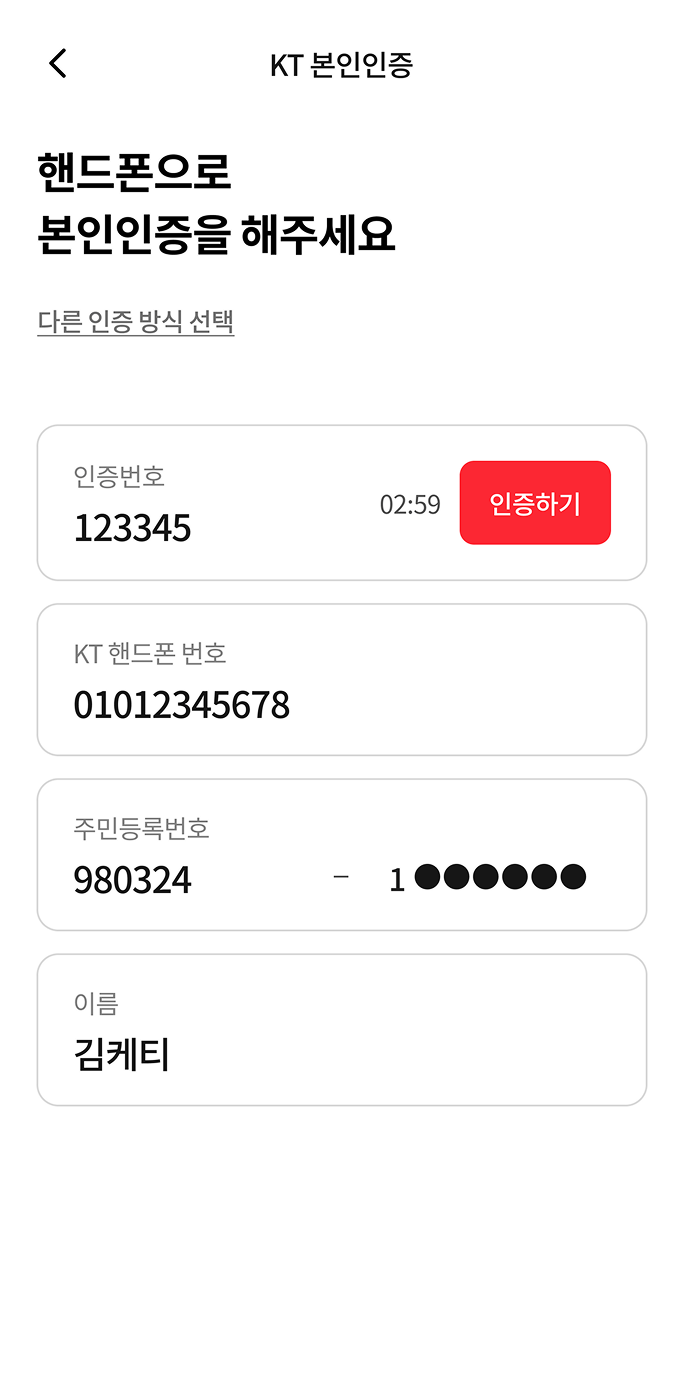 KT 본인인증
핸드폰으로
본인인증을 해주세요
다른 인증 방식 선택
인증번호
123345
02:59
인증하기
KT 핸드폰 번호
01012345678
주민등록번호
980324 – 1●●●●●●
이름
김케티